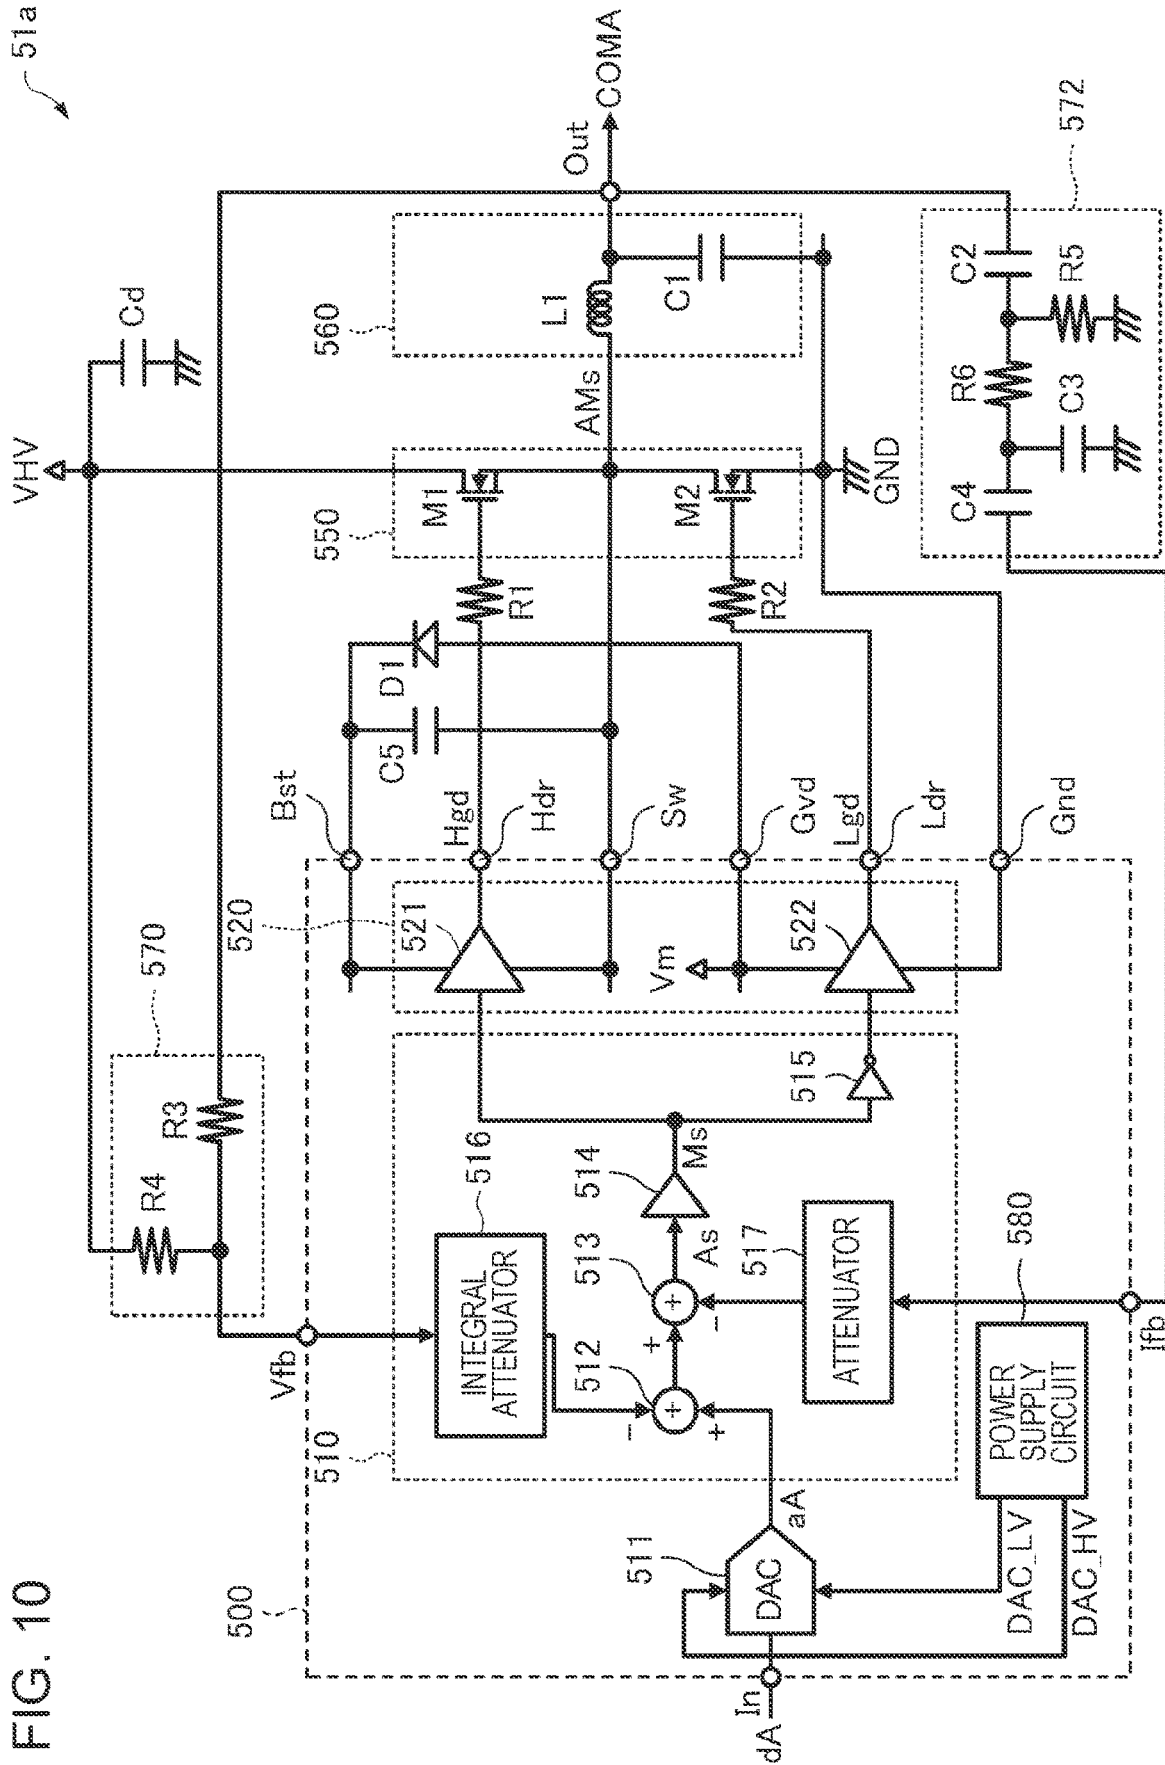 FIG. 10
51a
VHV
Cd
570
R4
R3
520
Bst
C5
D1
550
560
Hgd
Hdr
521
R1
M1
AMs
L1
C1
Out
COMA
Sw
Vm
Gvd
Lgd
Ldr
522
R2
M2
GND
Gnd
500
510
Vfb
INTEGRAL
ATTENUATOR
516
512
513
514
Ms
As
515
517
ATTENUATOR
+
+
−
+
−
+
dA
In
511
DAC
aA
DAC_LV
DAC_HV
POWER
SUPPLY
CIRCUIT
580
Ifb
572
C4
R6
C3
C2
R5